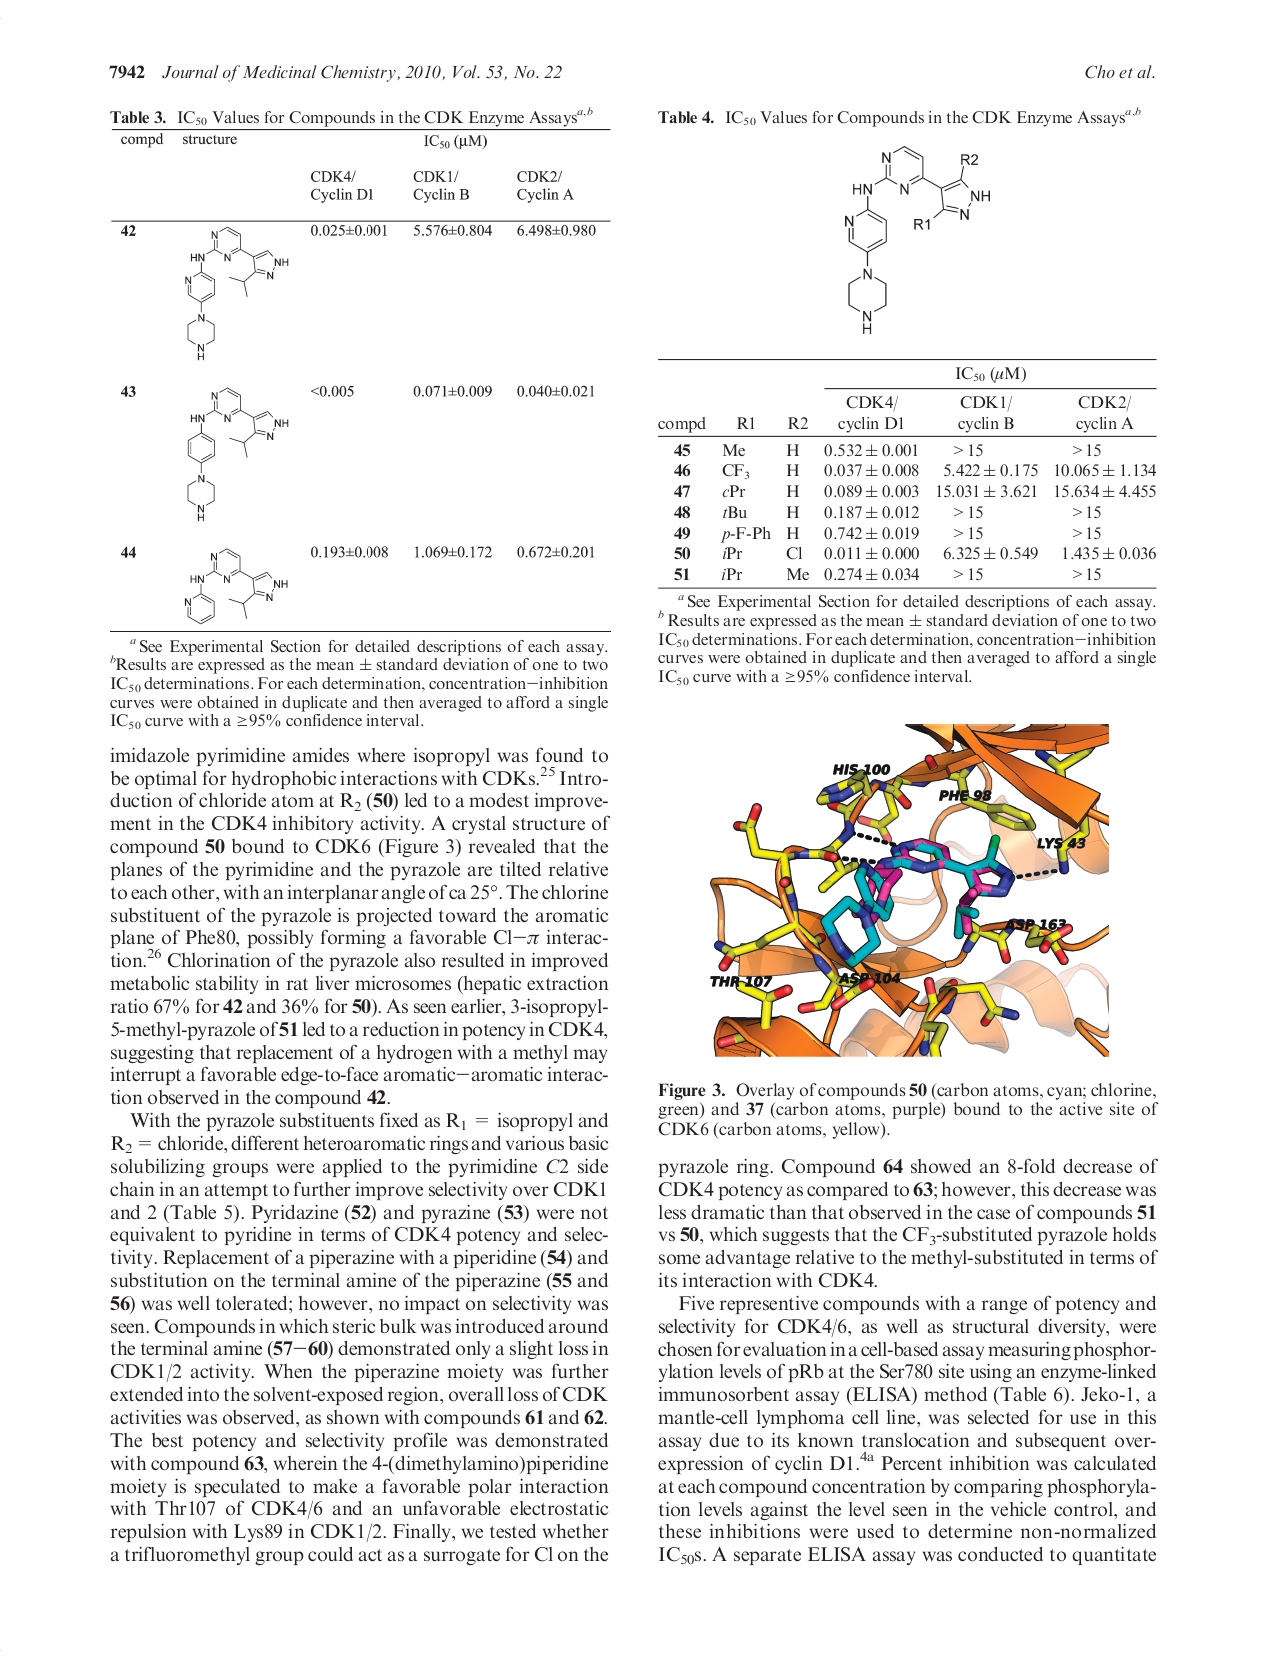 7942 Journal of Medicinal Chemistry, 2010, Vol. 53, No. 22
Cho et al.
Table 3. IC50 Values for Compounds in the CDK Enzyme Assays^a,b
compd structure IC50 (μM)
CDK4/ CDK1/ CDK2/
Cyclin D1 Cyclin B Cyclin A
42 0.025±0.001 5.576±0.804 6.498±0.980
N
HN N NH
N N
N
N
H
43 <0.005 0.071±0.009 0.040±0.021
N
HN N NH
N
N
N
H
44 0.193±0.008 1.069±0.172 0.672±0.201
N
HN N NH
N N
^a See Experimental Section for detailed descriptions of each assay.
^bResults are expressed as the mean ± standard deviation of one to two
IC50 determinations. For each determination, concentration−inhibition
curves were obtained in duplicate and then averaged to afford a single
IC50 curve with a ≥95% confidence interval.
imidazole pyrimidine amides where isopropyl was found to
be optimal for hydrophobic interactions with CDKs.25 Intro-
duction of chloride atom at R2 (50) led to a modest improve-
ment in the CDK4 inhibitory activity. A crystal structure of
compound 50 bound to CDK6 (Figure 3) revealed that the
planes of the pyrimidine and the pyrazole are tilted relative
to each other, with an interplanar angle of ca 25°. The chlorine
substituent of the pyrazole is projected toward the aromatic
plane of Phe80, possibly forming a favorable Cl−π interac-
tion.26 Chlorination of the pyrazole also resulted in improved
metabolic stability in rat liver microsomes (hepatic extraction
ratio 67% for 42 and 36% for 50). As seen earlier, 3-isopropyl-
5-methyl-pyrazole of 51 led to a reduction in potency in CDK4,
suggesting that replacement of a hydrogen with a methyl may
interrupt a favorable edge-to-face aromatic−aromatic interac-
tion observed in the compound 42.
With the pyrazole substituents fixed as R1 = isopropyl and
R2 = chloride, different heteroaromatic rings and various basic
solubilizing groups were applied to the pyrimidine C2 side
chain in an attempt to further improve selectivity over CDK1
and 2 (Table 5). Pyridazine (52) and pyrazine (53) were not
equivalent to pyridine in terms of CDK4 potency and selec-
tivity. Replacement of a piperazine with a piperidine (54) and
substitution on the terminal amine of the piperazine (55 and
56) was well tolerated; however, no impact on selectivity was
seen. Compounds in which steric bulk was introduced around
the terminal amine (57−60) demonstrated only a slight loss in
CDK1/2 activity. When the piperazine moiety was further
extended into the solvent-exposed region, overall loss of CDK
activities was observed, as shown with compounds 61 and 62.
The best potency and selectivity profile was demonstrated
with compound 63, wherein the 4-(dimethylamino)piperidine
moiety is speculated to make a favorable polar interaction
with Thr107 of CDK4/6 and an unfavorable electrostatic
repulsion with Lys89 in CDK1/2. Finally, we tested whether
a trifluoromethyl group could act as a surrogate for Cl on the
Table 4. IC50 Values for Compounds in the CDK Enzyme Assays^a,b
R2
N
HN N NH
N R1 N
N
N
H
IC50 (μM)
CDK4/ CDK1/ CDK2/
compd R1 R2 cyclin D1 cyclin B cyclin A
45 Me H 0.532 ± 0.001 >15 >15
46 CF3 H 0.037 ± 0.008 5.422 ± 0.175 10.065 ± 1.134
47 cPr H 0.089 ± 0.003 15.031 ± 3.621 15.634 ± 4.455
48 tBu H 0.187 ± 0.012 >15 >15
49 p-F-Ph H 0.742 ± 0.019 >15 >15
50 iPr Cl 0.011 ± 0.000 6.325 ± 0.549 1.435 ± 0.036
51 iPr Me 0.274 ± 0.034 >15 >15
^a See Experimental Section for detailed descriptions of each assay.
^b Results are expressed as the mean ± standard deviation of one to two
IC50 determinations. For each determination, concentration−inhibition
curves were obtained in duplicate and then averaged to afford a single
IC50 curve with a ≥95% confidence interval.
HIS 100
PHE 98
LYS 43
ASP 163
THR 107
ASP 104
Figure 3. Overlay of compounds 50 (carbon atoms, cyan; chlorine,
green) and 37 (carbon atoms, purple) bound to the active site of
CDK6 (carbon atoms, yellow).
pyrazole ring. Compound 64 showed an 8-fold decrease of
CDK4 potency as compared to 63; however, this decrease was
less dramatic than that observed in the case of compounds 51
vs 50, which suggests that the CF3-substituted pyrazole holds
some advantage relative to the methyl-substituted in terms of
its interaction with CDK4.
Five representive compounds with a range of potency and
selectivity for CDK4/6, as well as structural diversity, were
chosen for evaluation in a cell-based assay measuring phosphor-
ylation levels of pRb at the Ser780 site using an enzyme-linked
immunosorbent assay (ELISA) method (Table 6). Jeko-1, a
mantle-cell lymphoma cell line, was selected for use in this
assay due to its known translocation and subsequent over-
expression of cyclin D1.4a Percent inhibition was calculated
at each compound concentration by comparing phosphoryla-
tion levels against the level seen in the vehicle control, and
these inhibitions were used to determine non-normalized
IC50s. A separate ELISA assay was conducted to quantitate